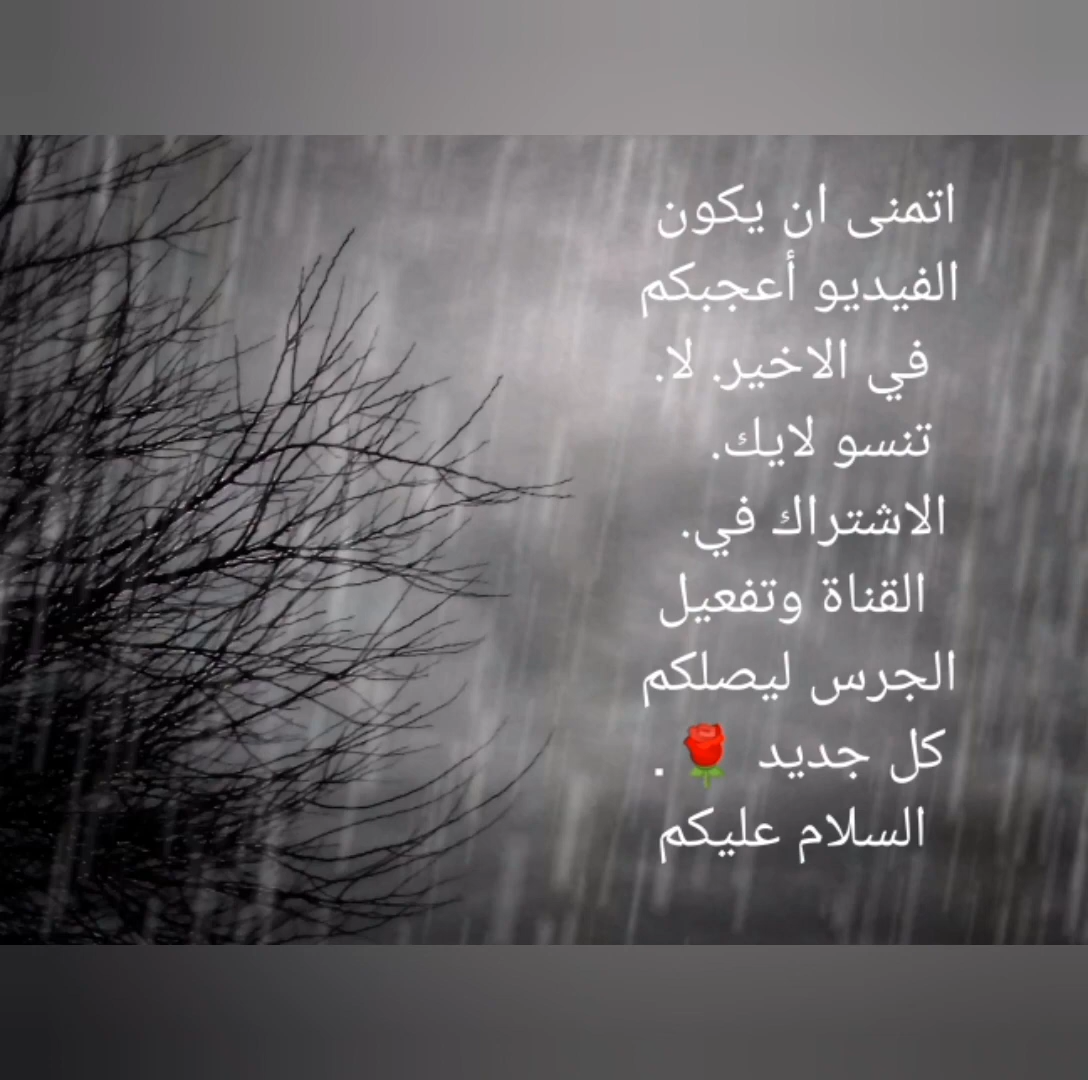 اتمنى ان يكون
الفيديو أعجبكم
في الاخير. لا.
تنسو لايك.
الاشتراك في.
القناة وتفعيل
الجرس ليصلكم
كل جديد 🌹 .
السلام عليكم